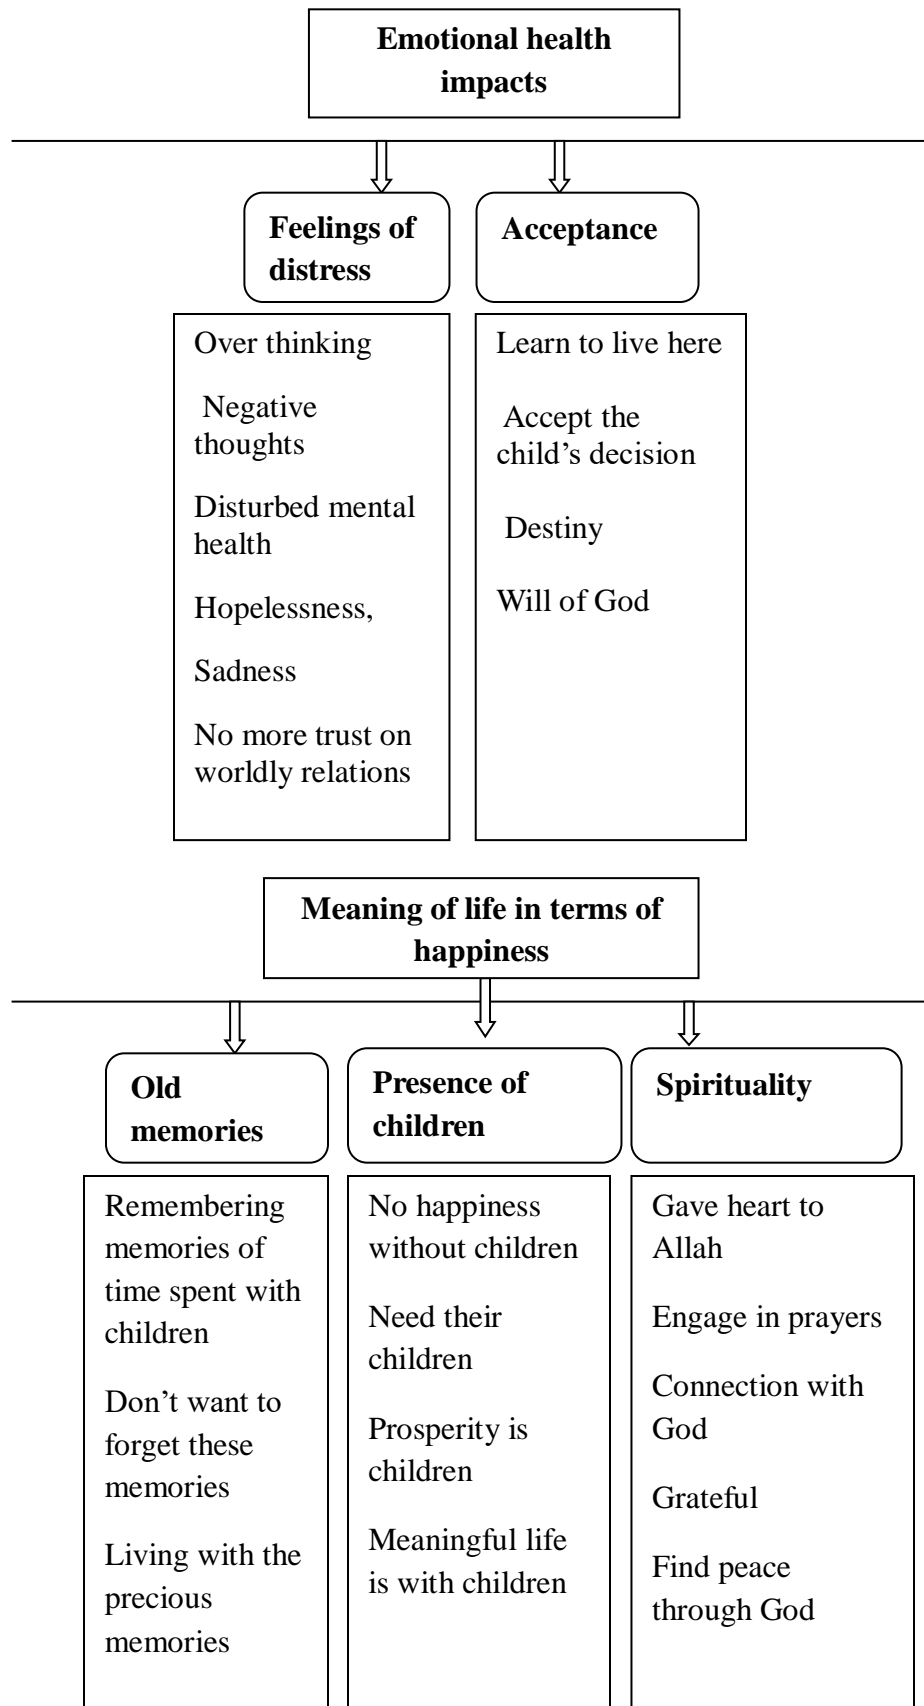 Emotional health
impacts
Feelings of
distress
Acceptance
Over thinking
Negative
thoughts
Disturbed mental
health
Hopelessness,
Sadness
No more trust on
worldly relations
Learn to live here
Accept the
child’s decision
Destiny
Will of God
Meaning of life in terms of
happiness
Old
memories
Presence of
children
Spirituality
Remembering
memories of
time spent with
children
Don’t want to
forget these
memories
Living with the
precious
memories
No happiness
without children
Need their
children
Prosperity is
children
Meaningful life
is with children
Gave heart to
Allah
Engage in prayers
Connection with
God
Grateful
Find peace
through God